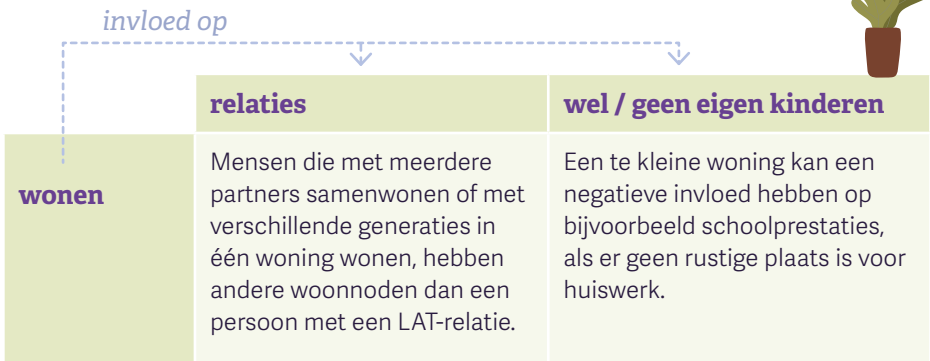 invloed op
relaties
wel / geen eigen kinderen
wonen
Mensen die met meerdere
partners samenwonen of met
verschillende generaties in
één woning wonen, hebben
andere woonnoden dan een
persoon met een LAT-relatie.
Een te kleine woning kan een
negatieve invloed hebben op
bijvoorbeeld schoolprestaties,
als er geen rustige plaats is voor
huiswerk.